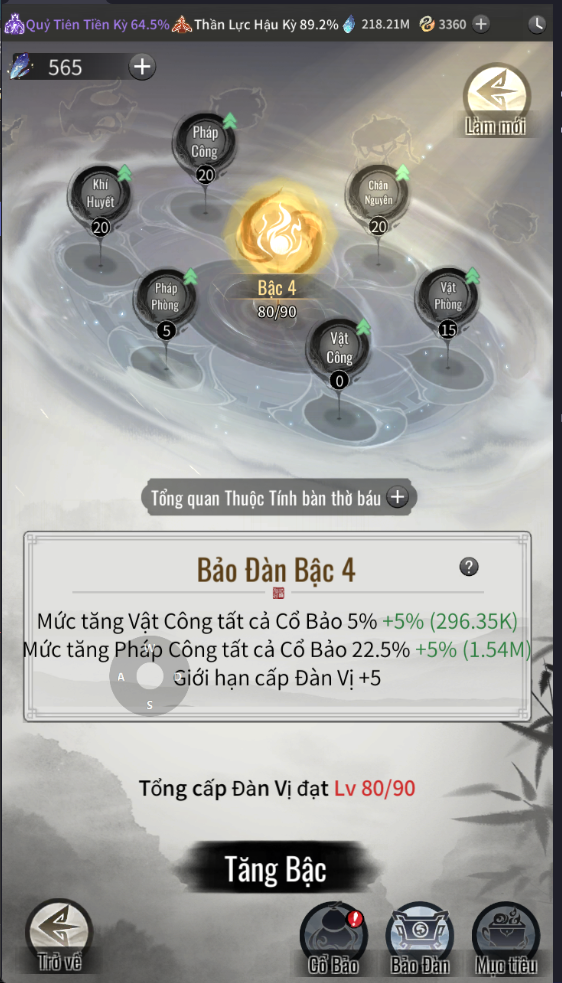 Quỷ Tiên Tiền Kỳ 64.5% Thần Lực Hậu Kỳ 89.2% 218.21M 3360
565
Làm mới
Pháp Công
20
Khí Huyết
20
Chân Nguyên
20
Bậc 4
80/90
Pháp Phòng
5
Vật Phòng
15
Vật Công
0
Tổng quan Thuộc Tính bàn thờ báu
Bảo Đàn Bậc 4
?
Mức tăng Vật Công tất cả Cổ Bảo 5% +5% (296.35K)
Mức tăng Pháp Công tất cả Cổ Bảo 22.5% +5% (1.54M)
Giới hạn cấp Đàn Vị +5
W
A
D
S
Tổng cấp Đàn Vị đạt Lv 80/90
Tăng Bậc
Trở về
Cổ Bảo
Bảo Đàn
Mục tiêu